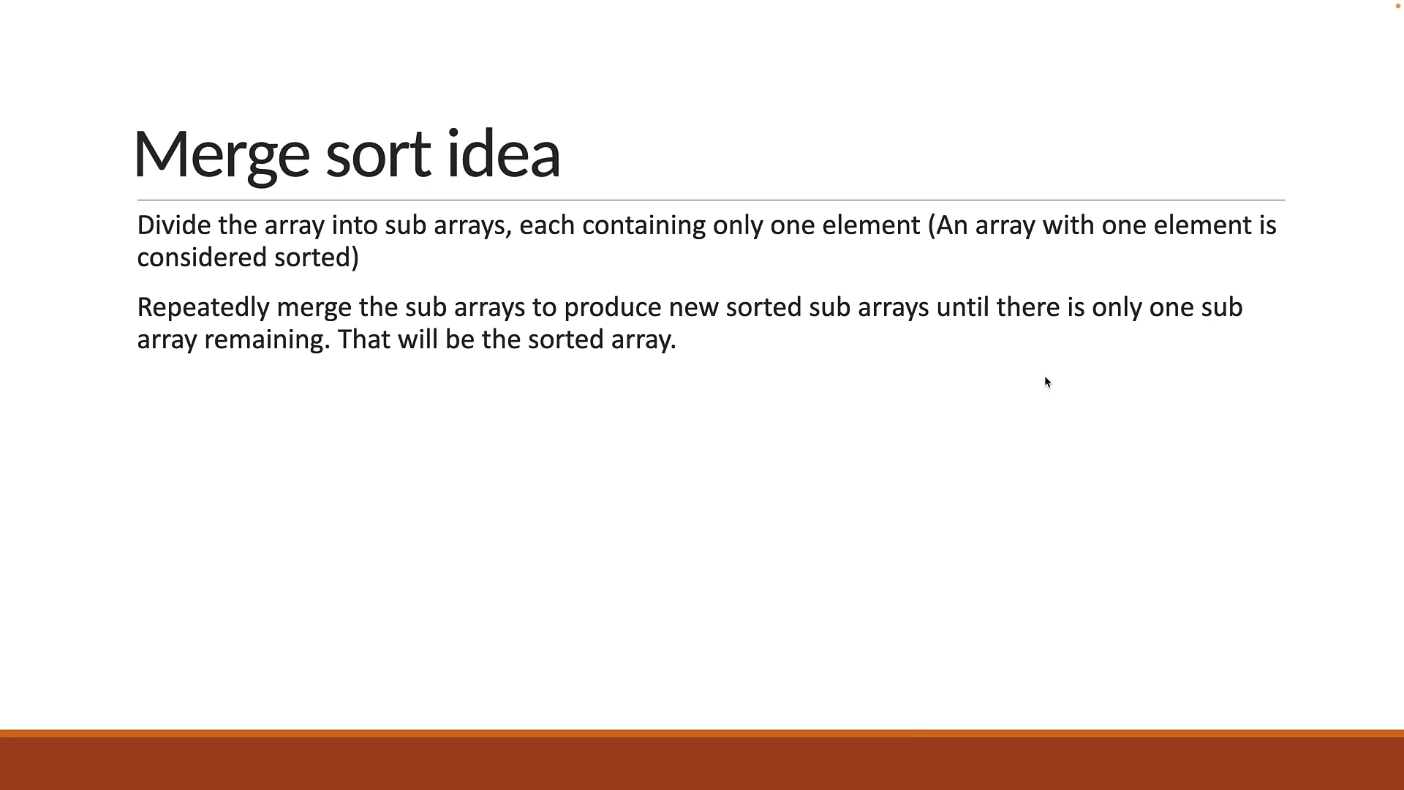 Merge sort idea
Divide the array into sub arrays, each containing only one element (An array with one element is
considered sorted)
Repeatedly merge the sub arrays to produce new sorted sub arrays until there is only one sub
array remaining. That will be the sorted array.